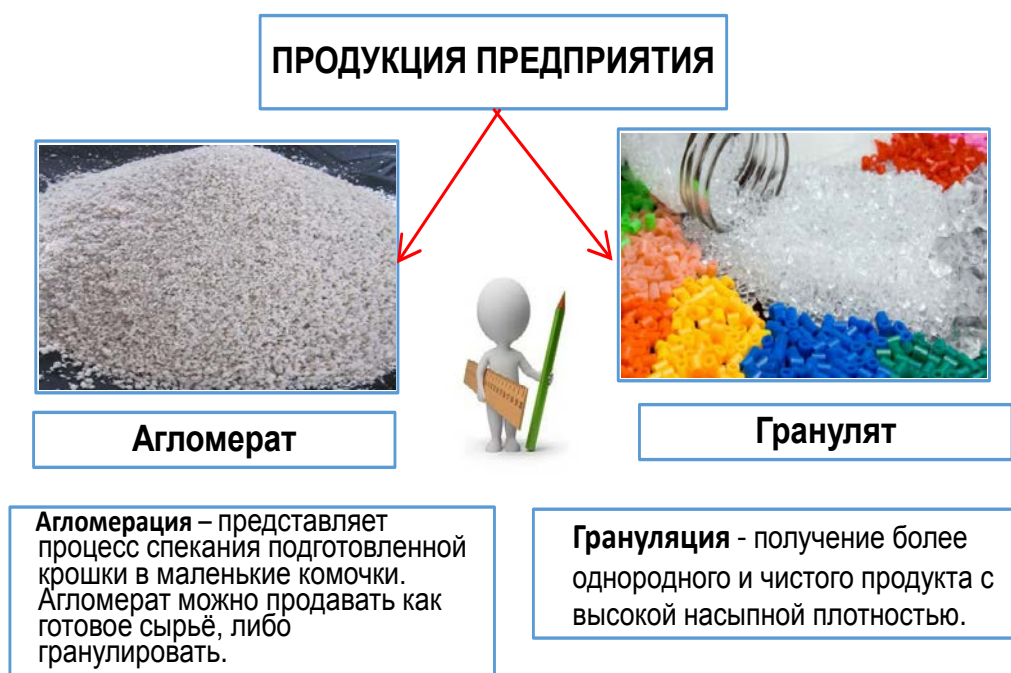 ПРОДУКЦИЯ ПРЕДПРИЯТИЯ
Агломерат
Гранулят
Агломерация – представляет
процесс спекания подготовленной
крошки в маленькие комочки.
Агломерат можно продавать как
готовое сырьё, либо
гранулировать.
Грануляция - получение более
однородного и чистого продукта с
высокой насыпной плотностью.